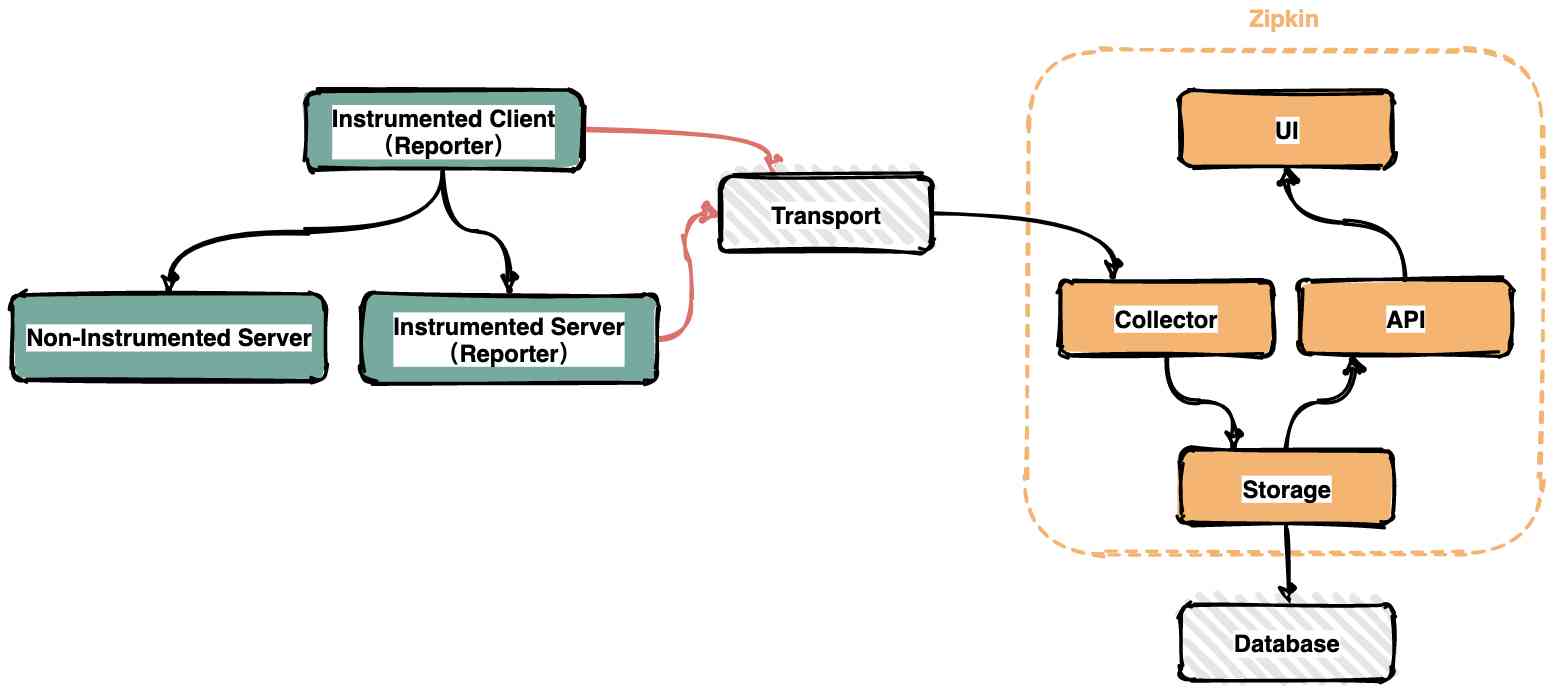 Zipkin
Instrumented Client
(Reporter)
UI
Transport
Non-Instrumented Server
Instrumented Server
(Reporter)
Collector
API
Storage
Database